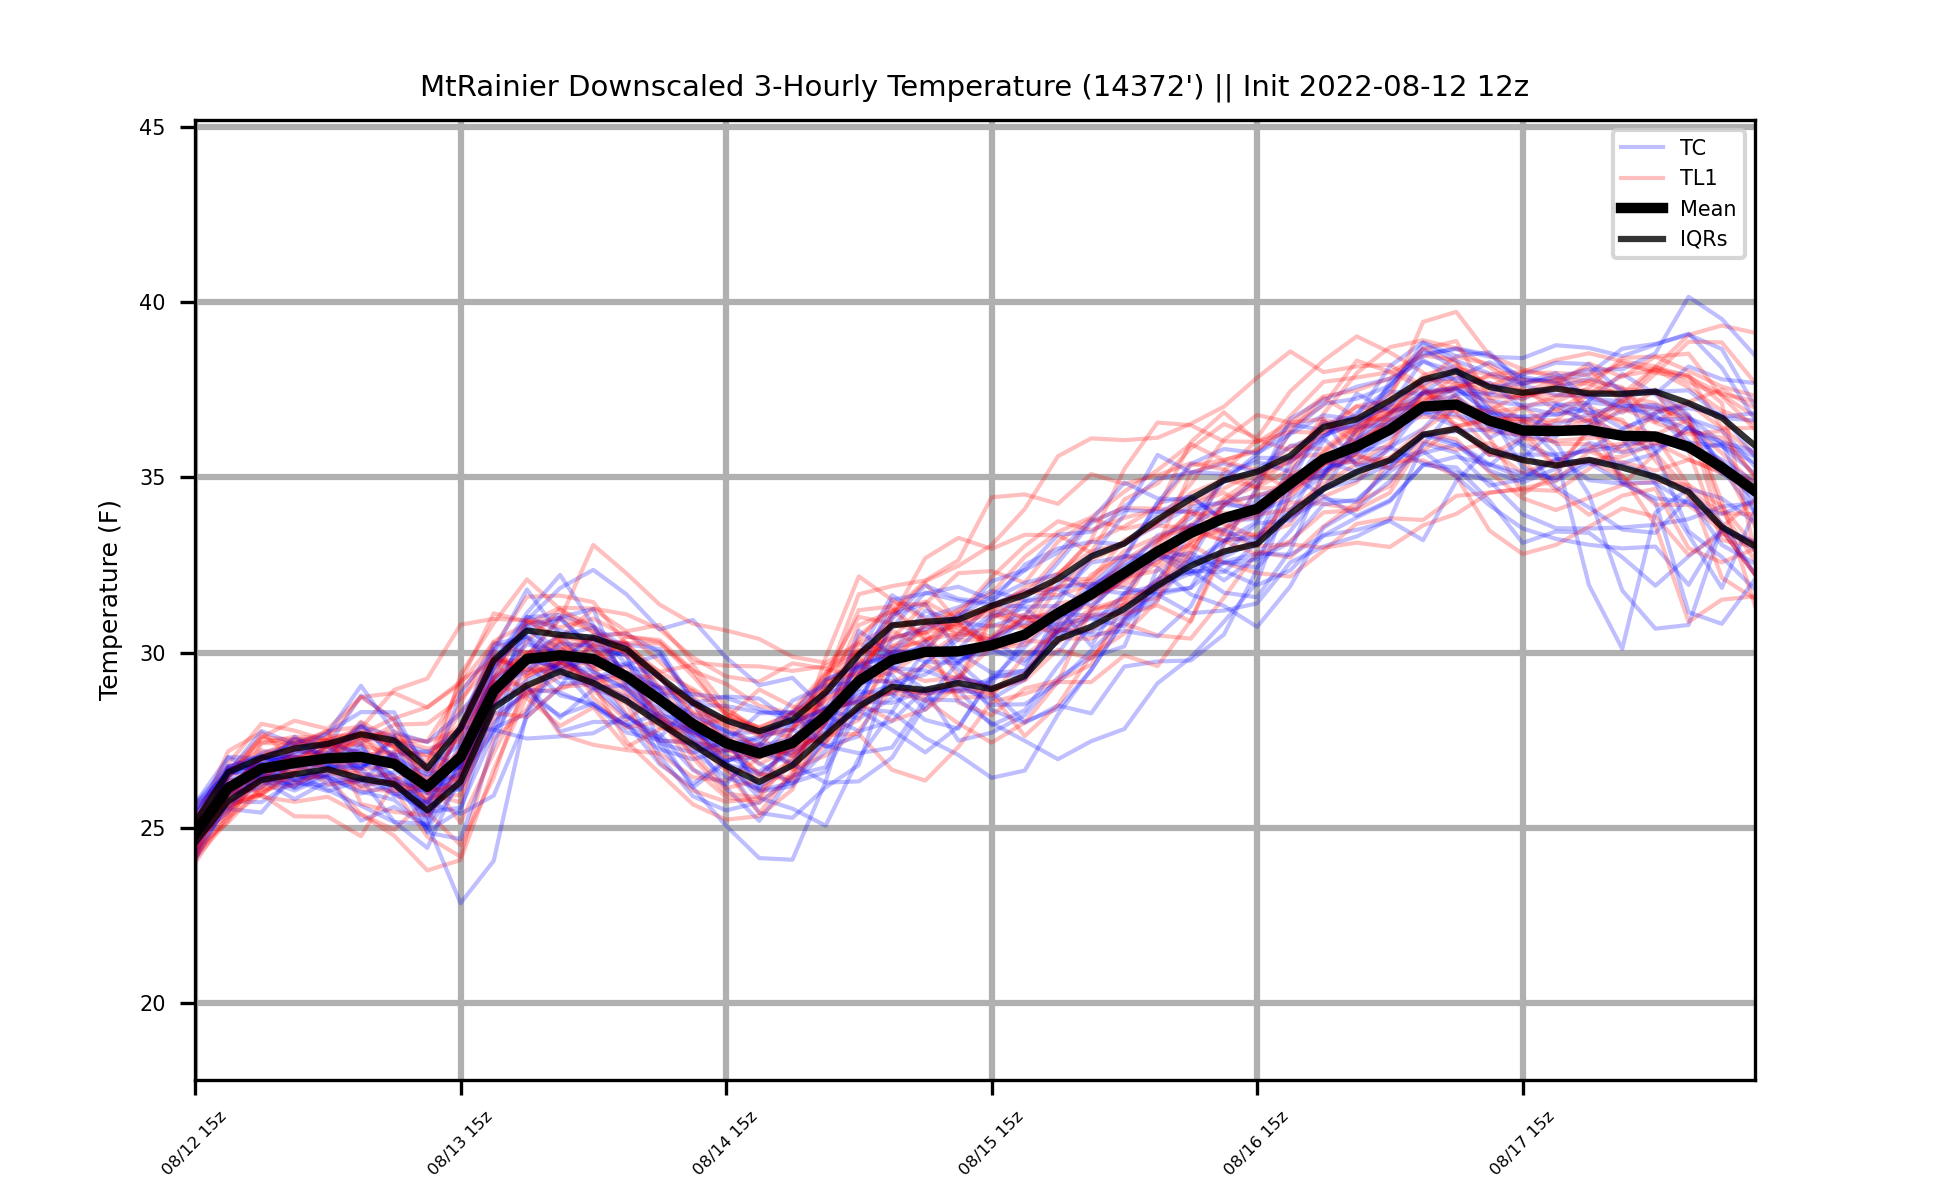 MtRainier Downscaled 3-Hourly Temperature (14372') || Init 2022-08-12 12z
45
40
35
30
25
20
Temperature (F)
TC
TL1
Mean
IQRs
08/12 15z
08/13 15z
08/14 15z
08/15 15z
08/16 15z
08/17 15z